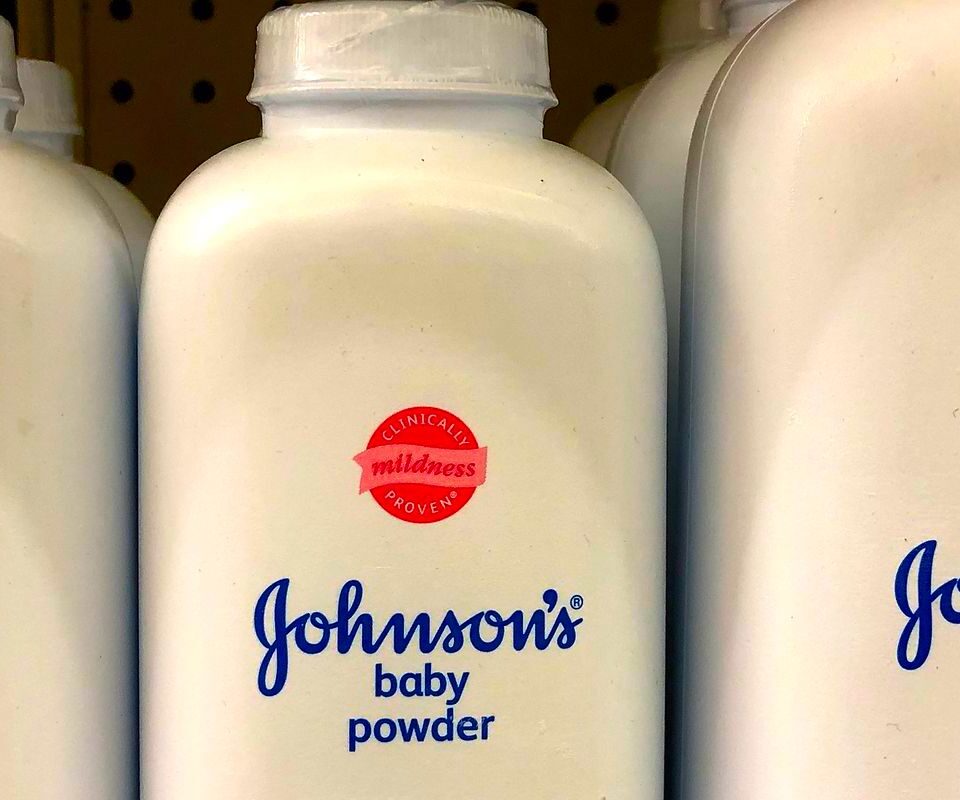 CLINICALLY
mildness
PROVEN®
Johnson's®
baby
powder
Jo